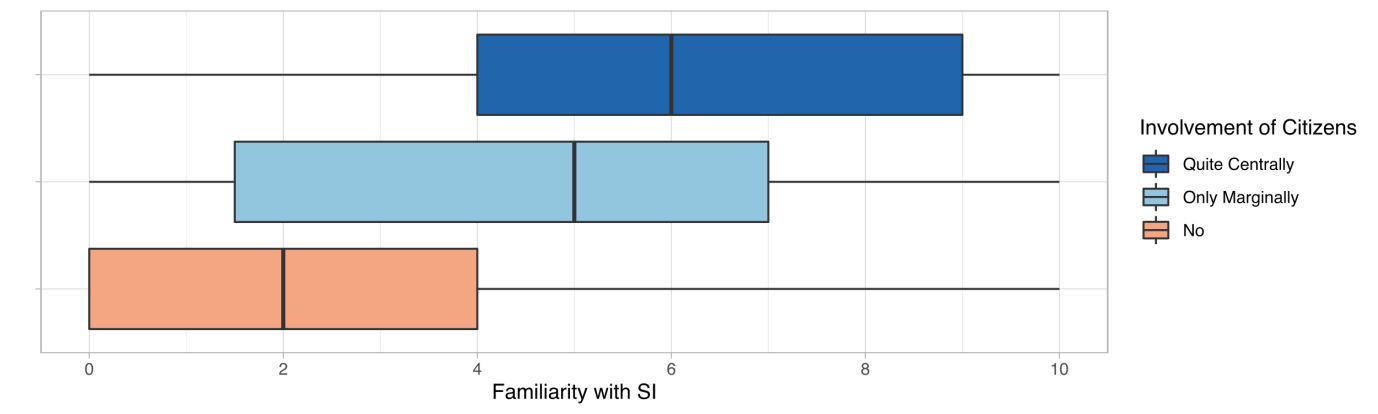 Involvement of Citizens
Quite Centrally
Only Marginally
No
0 2 4 6 8 10
Familiarity with SI